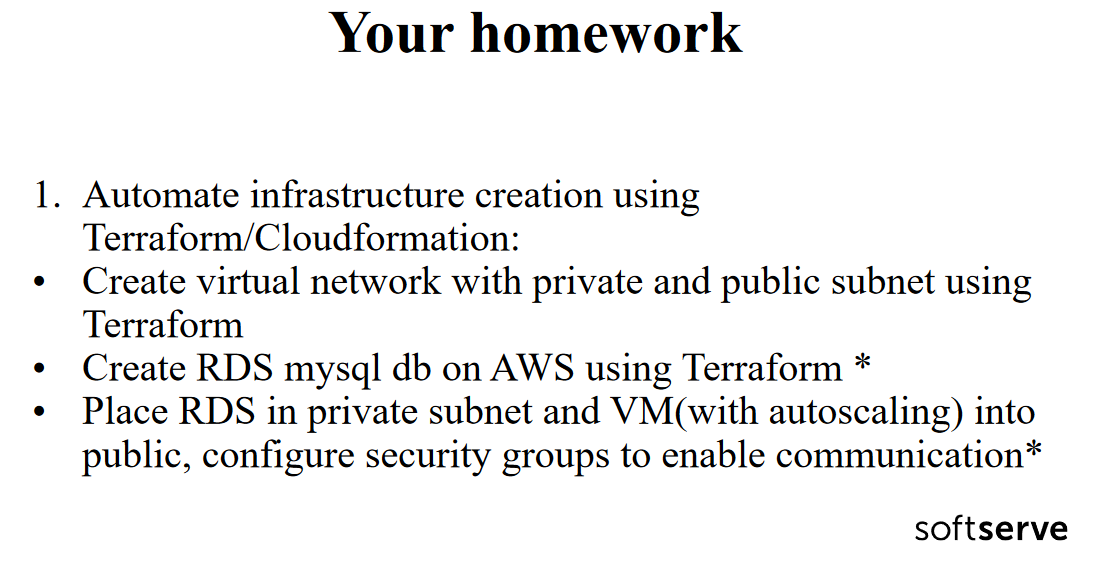 Your homework
1. Automate infrastructure creation using
Terraform/Cloudformation:
• Create virtual network with private and public subnet using
Terraform
• Create RDS mysql db on AWS using Terraform *
• Place RDS in private subnet and VM(with autoscaling) into
public, configure security groups to enable communication*
softserve